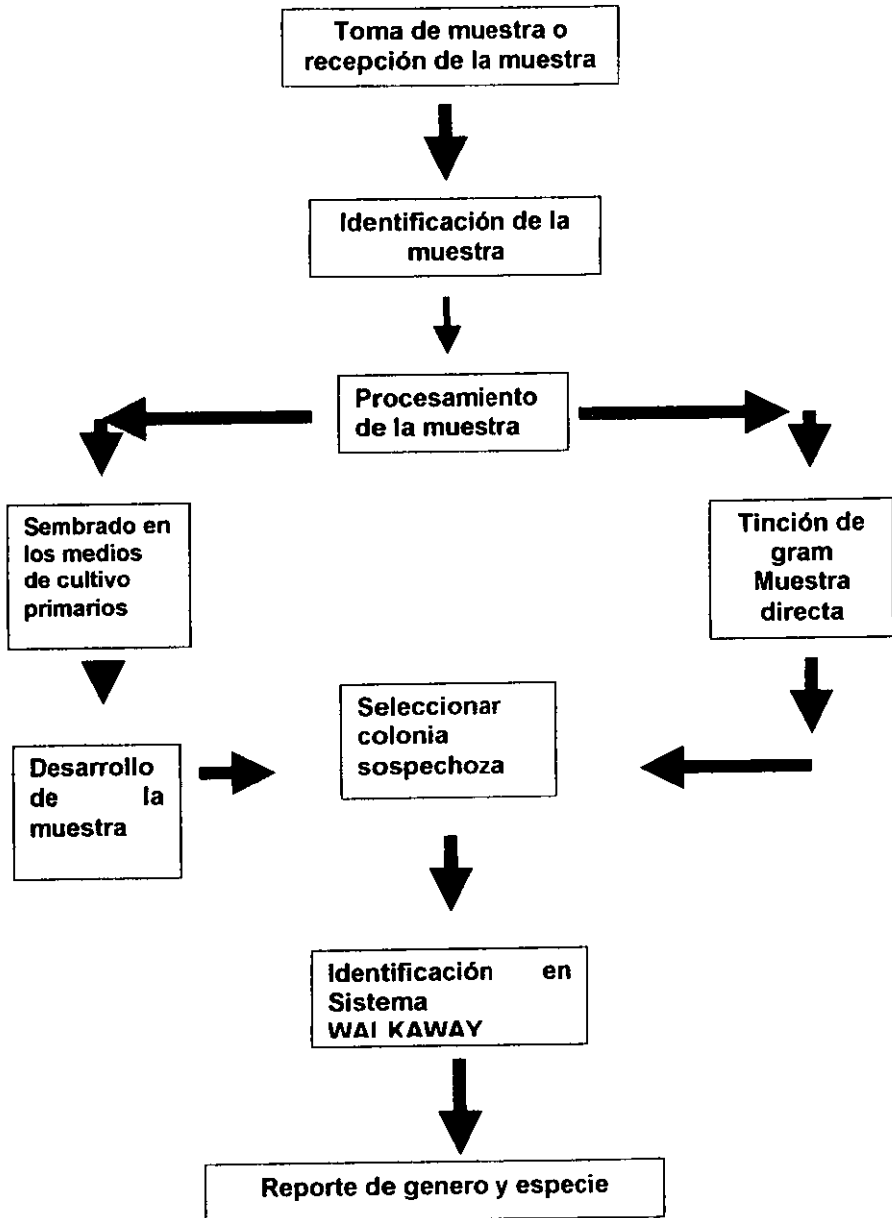 Toma de muestra o
recepción de la muestra
Identificación de la
muestra
Procesamiento
de la muestra
Sembrado en
los medios
de cultivo
primarios
Tinción de
gram
Muestra
directa
Seleccionar
colonia
sospechoza
Desarrollo
de la
muestra
Identificación en
Sistema
WAL KAWAY
Reporte de genero y especie